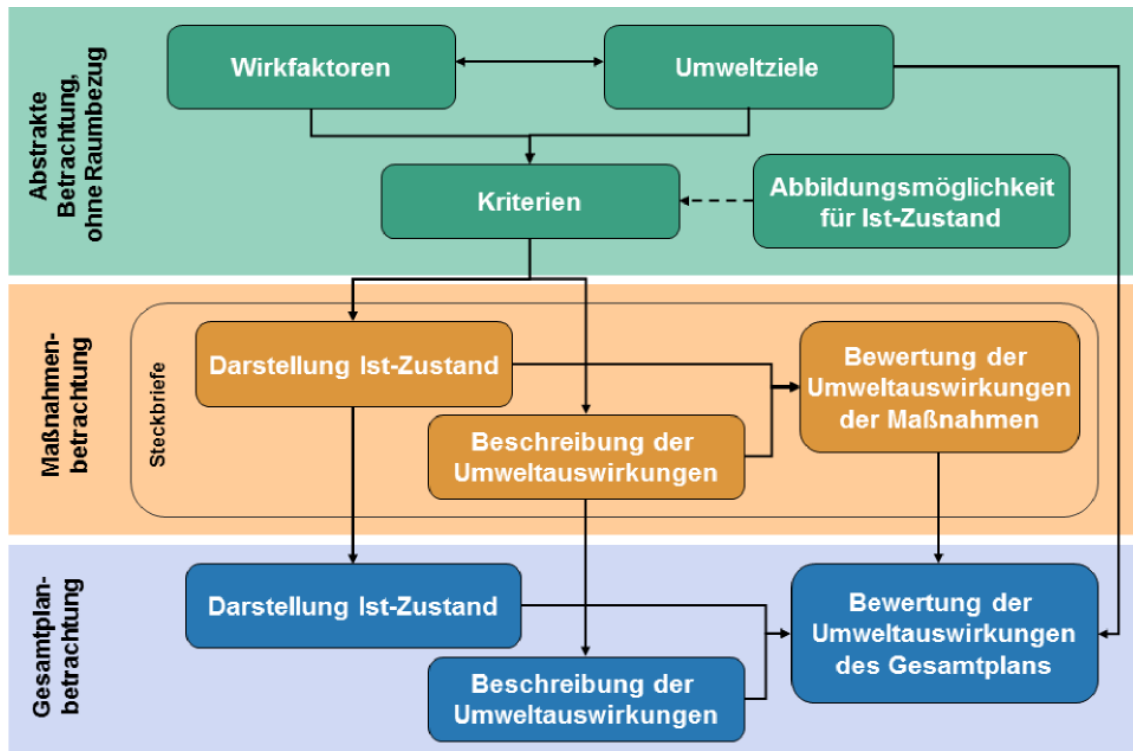 Abstrakte
Betrachtung,
ohne Raumbezug
Wirkfaktoren
Umweltziele
Kriterien
Abbildungsmöglichkeit
für Ist-Zustand
Maßnahmen-
betrachtung
Steckbriefe
Darstellung Ist-Zustand
Beschreibung der
Umweltauswirkungen
Bewertung der
Umweltauswirkungen
der Maßnahmen
Gesamtplan-
betrachtung
Darstellung Ist-Zustand
Beschreibung der
Umweltauswirkungen
Bewertung der
Umweltauswirkungen
des Gesamtplans